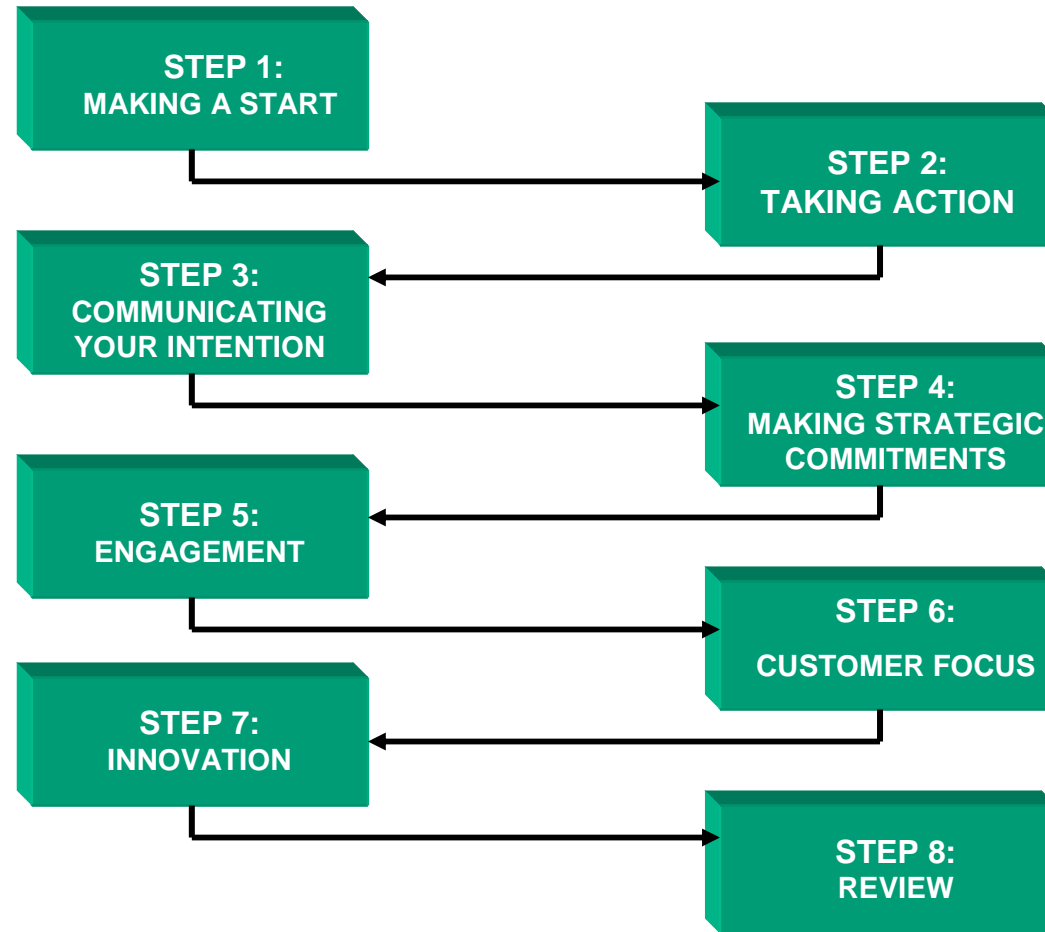 STEP 1:
MAKING A START
STEP 2:
TAKING ACTION
STEP 3:
COMMUNICATING
YOUR INTENTION
STEP 4:
MAKING STRATEGIC
COMMITMENTS
STEP 5:
ENGAGEMENT
STEP 6:
CUSTOMER FOCUS
STEP 7:
INNOVATION
STEP 8:
REVIEW